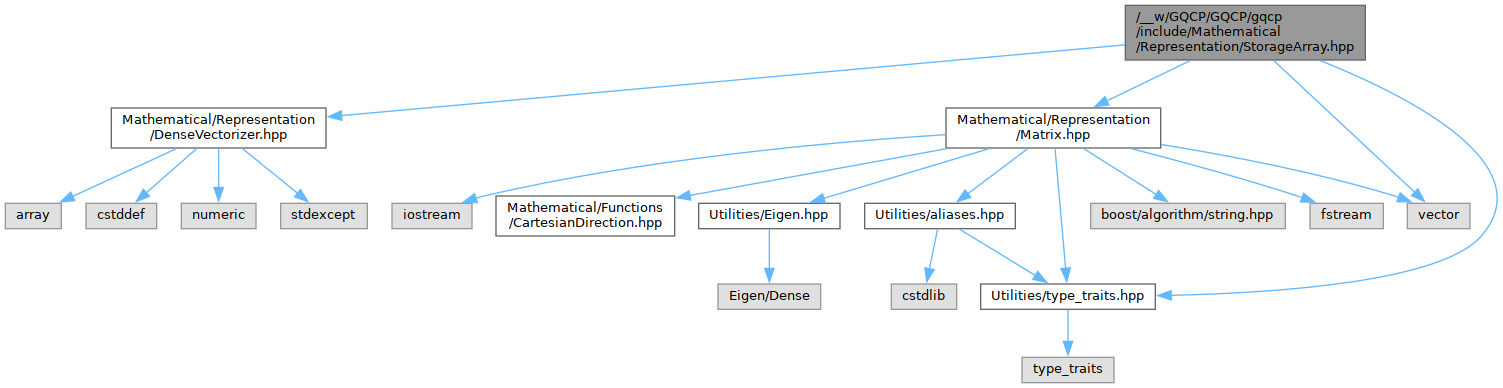 /__w/GQCP/GQCP/gqcp
/include/Mathematical
/Representation/StorageArray.hpp
Mathematical/Representation
/DenseVectorizer.hpp
Mathematical/Representation
/Matrix.hpp
array
cstddef
numeric
stdexcept
iostream
Mathematical/Functions
/CartesianDirection.hpp
Utilities/Eigen.hpp
Utilities/aliases.hpp
boost/algorithm/string.hpp
fstream
vector
Eigen/Dense
cstdlib
Utilities/type_traits.hpp
type_traits